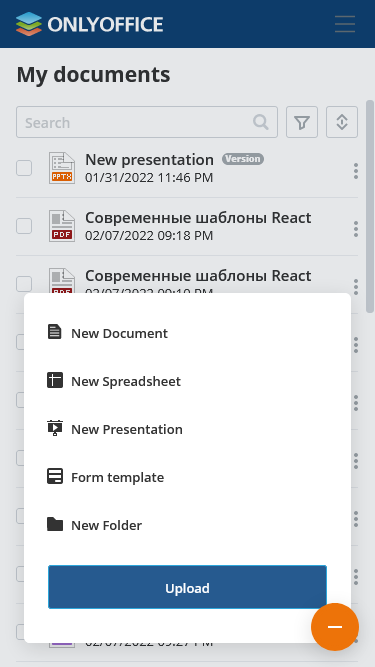 ONLYOFFICE
My documents
Search
New presentation Version
01/31/2022 11:46 PM
PPTX
Современные шаблоны React
02/07/2022 09:18 PM
PDF
Современные шаблоны React
PDF
New Document
New Spreadsheet
New Presentation
Form template
New Folder
Upload
02/07/2022 09:27 PM